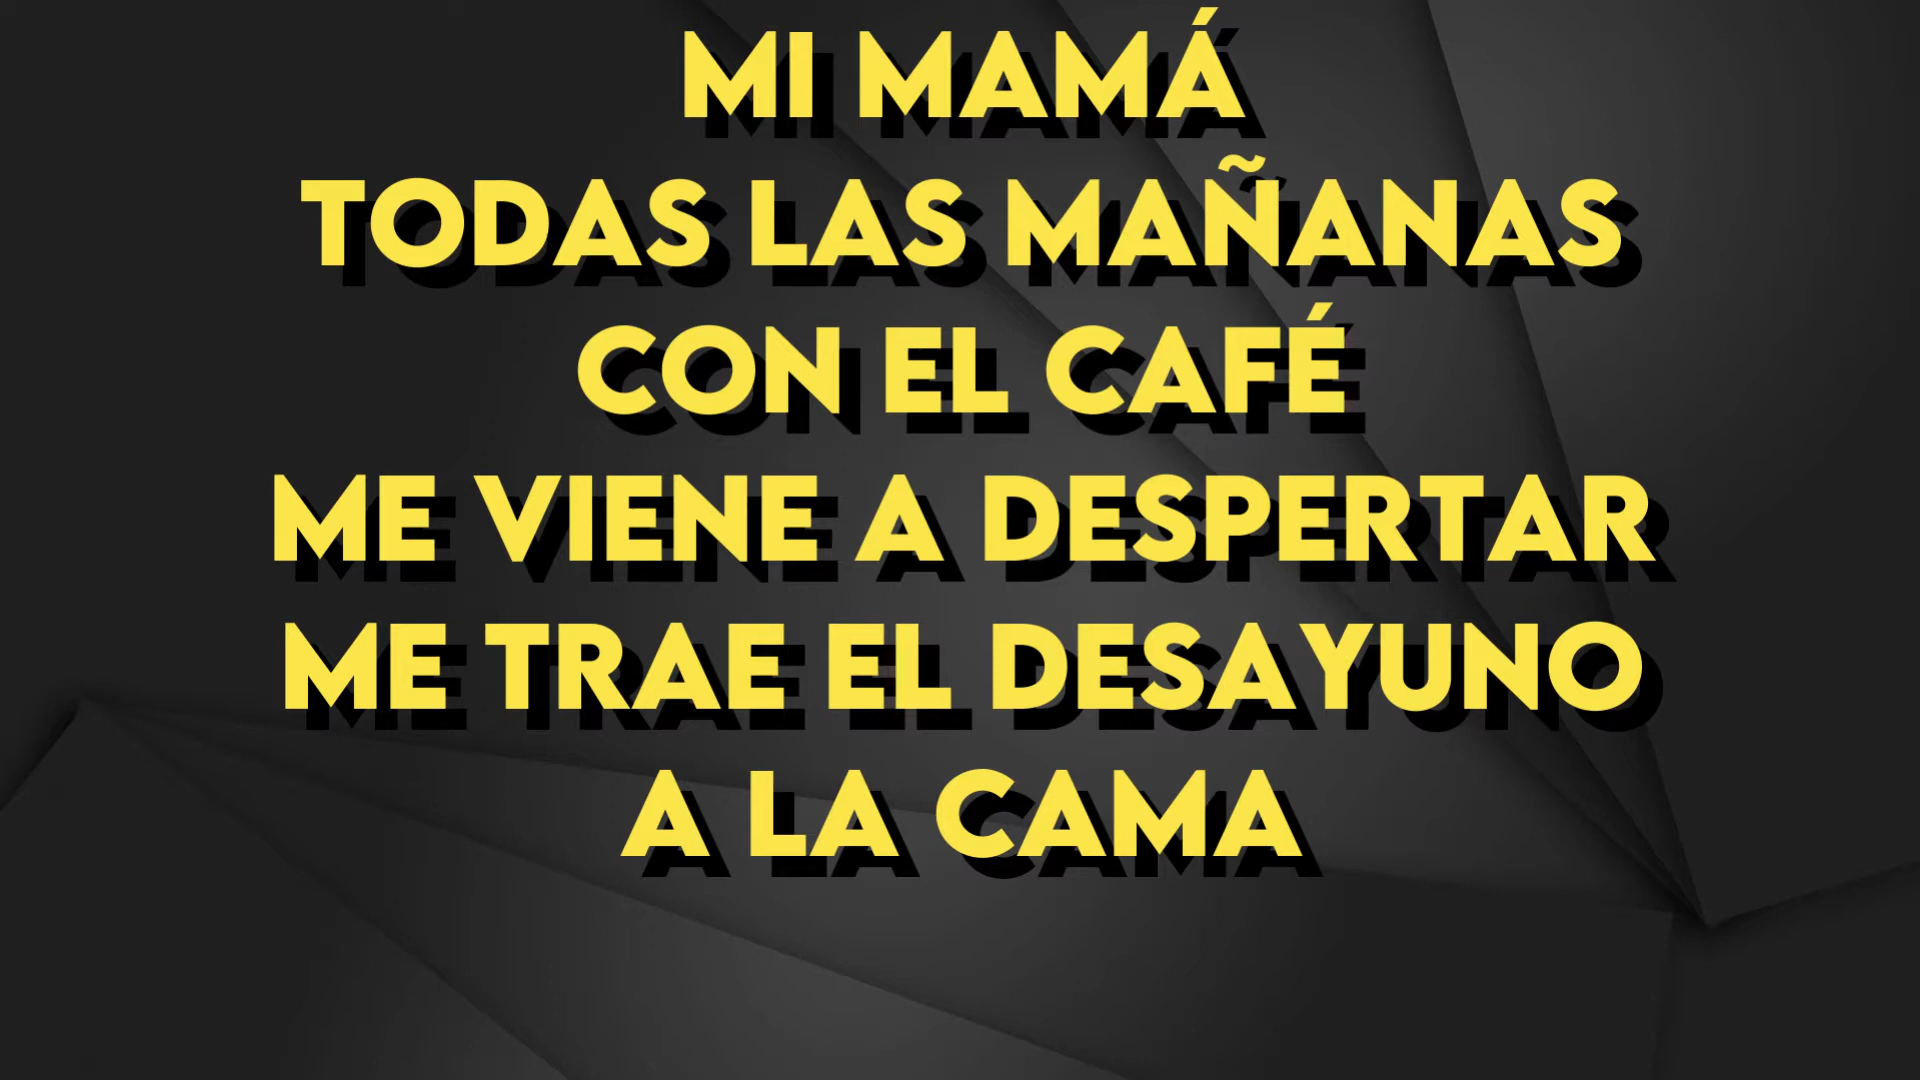 MI MAMÁ
TODAS LAS MAÑANAS
CON EL CAFÉ
ME VIENE A DESPERTAR
ME TRAE EL DESAYUNO
A LA CAMA